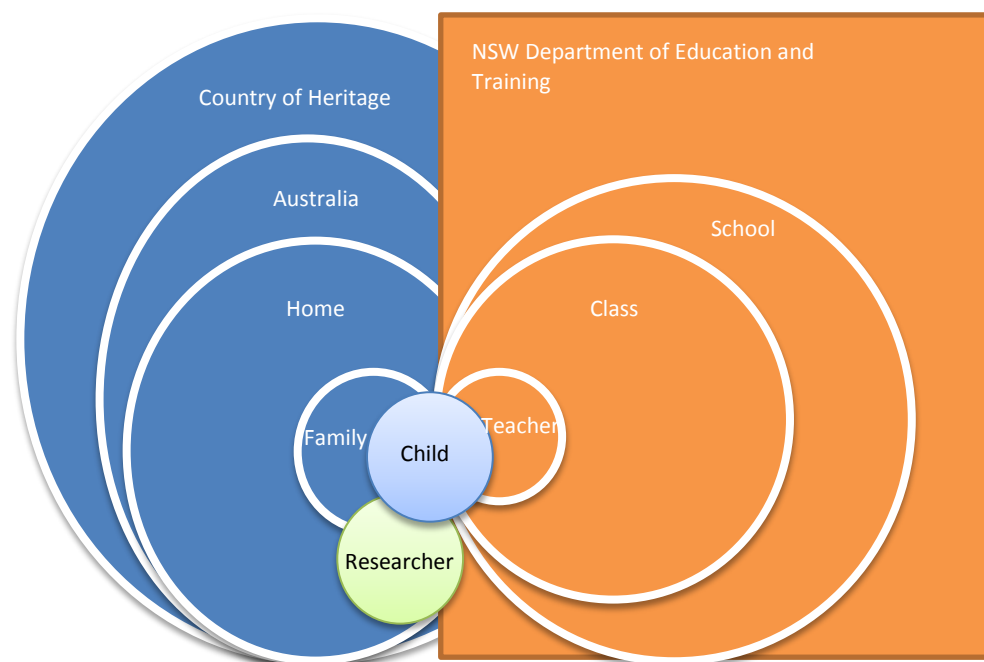 NSW Department of Education and
Training
Country of Heritage
Australia
School
Home
Class
Family
Child
Teacher
Researcher